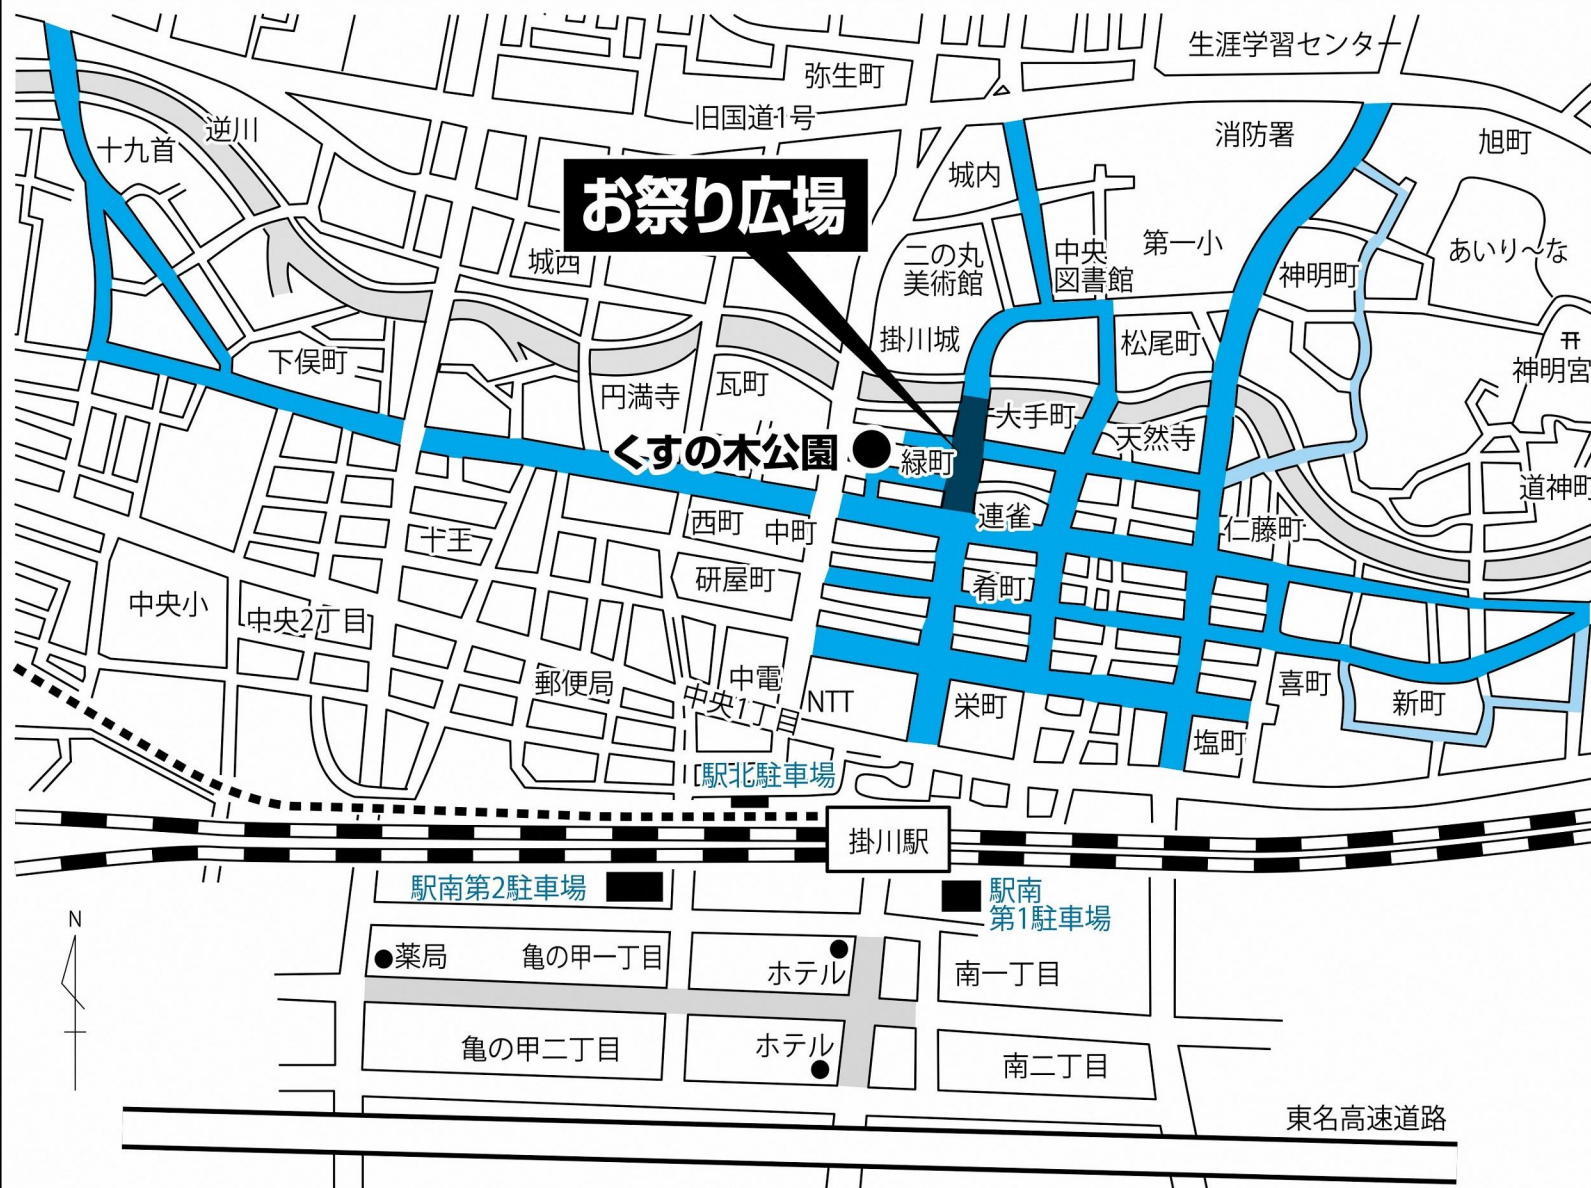 生涯学習センター
弥生町
旧国道1号
逆川
十九首
消防署
旭町
城内
お祭り広場
城西
二の丸
美術館
中央
図書館
第一小
神明町
あいり～な
掛川城
松尾町
下俣町
円満寺
瓦町
神明宮
大手町
天然寺
くすの木公園
緑町
道神町
西町
中町
連雀
仁藤町
十王
研屋町
肴町
中央小
中央2丁目
郵便局
中電
中央1丁目
NTT
栄町
喜町
新町
塩町
駅北駐車場
掛川駅
駅南第2駐車場
駅南
第1駐車場
N
薬局
亀の甲一丁目
ホテル
南一丁目
亀の甲二丁目
ホテル
南二丁目
東名高速道路